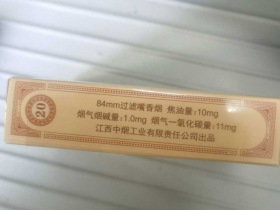 20
84mm过滤嘴香烟 焦油量:10mg
烟气烟碱量:1.0mg 烟气一氧化碳量:11mg
江西中烟工业有限责任公司出品